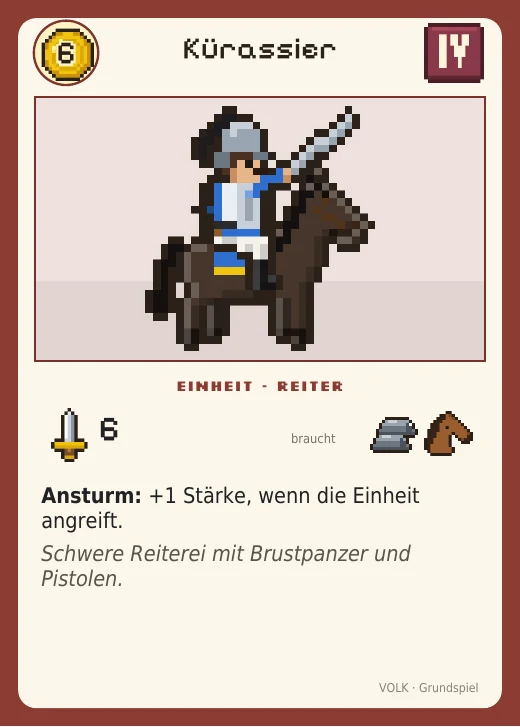 6
Kürassier
IV
EINHEIT - REITER
6
braucht
Ansturm: +1 Stärke, wenn die Einheit
angreift.
Schwere Reiterei mit Brustpanzer und
Pistolen.
VOLK · Grundspiel